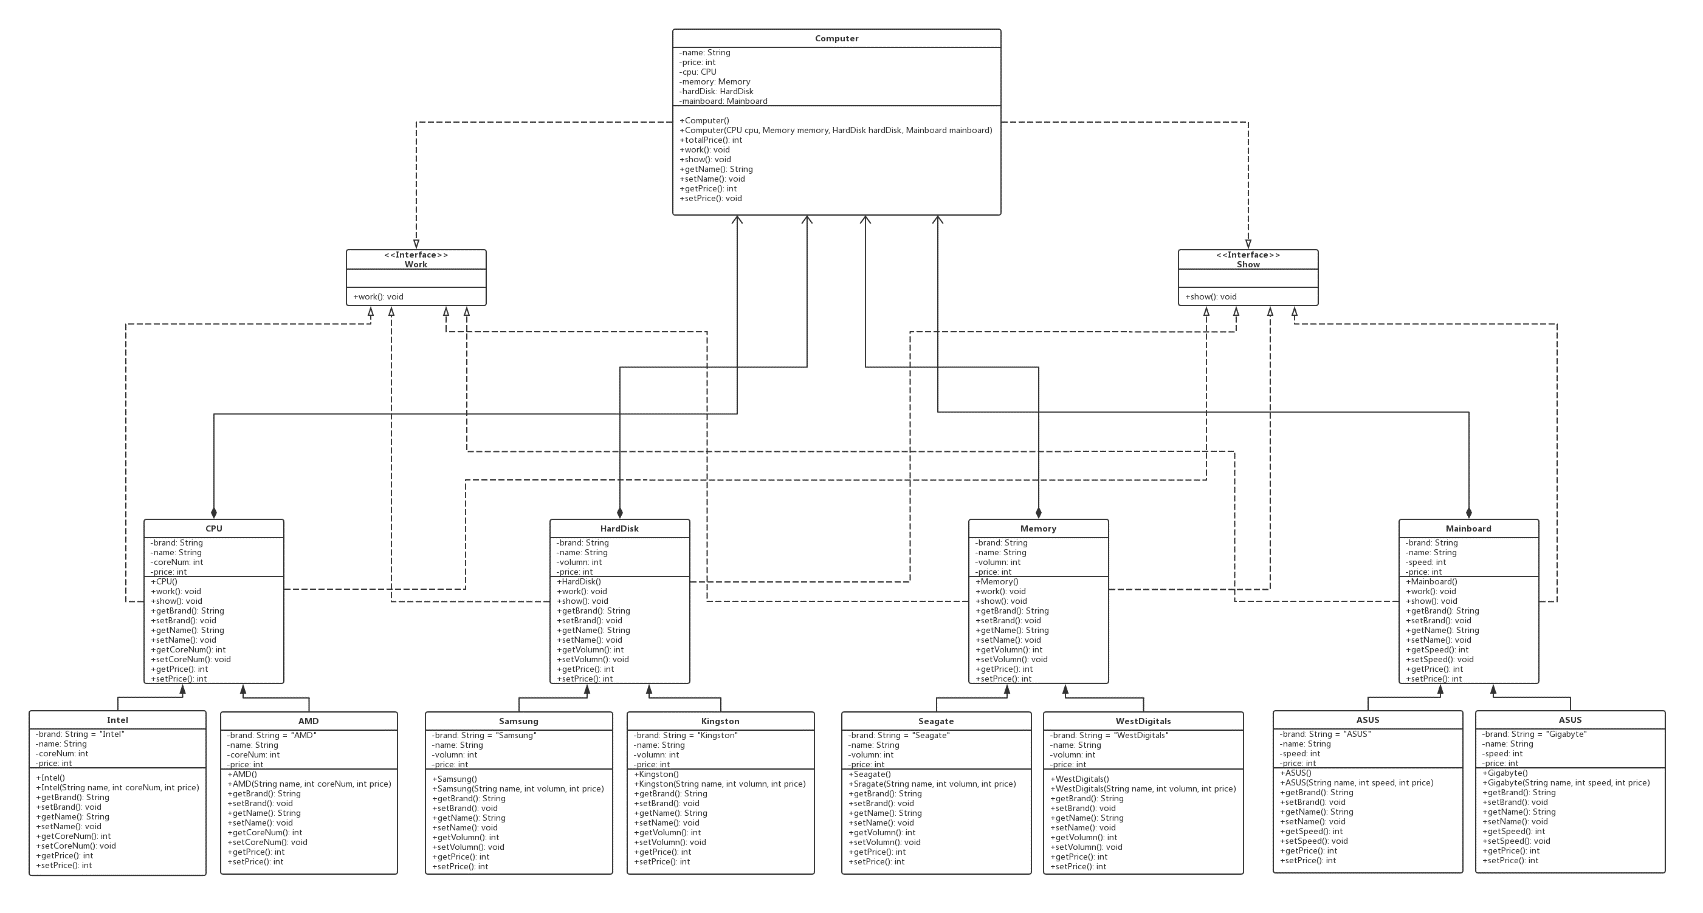 Computer
-name: String
-price: int
-cpu: CPU
-memory: Memory
-hardDisk: HardDisk
-mainboard: Mainboard
+Computer()
+Computer(CPU cpu, Memory memory, HardDisk hardDisk, Mainboard mainboard)
+totalPrice(): int
+work(): void
+show(): void
+getName(): String
+setName(): void
+getPrice(): int
+setPrice(): void
<<Interface>>
Work
+work(): void
<<Interface>>
Show
+show(): void
CPU
-brand: String
-name: String
-coreNum: int
-price: int
+CPU()
+work(): void
+show(): void
+getBrand(): String
+setBrand(): void
+getName(): String
+setName(): void
+getCoreNum(): int
+setCoreNum(): void
+getPrice(): int
+setPrice(): int
HardDisk
-brand: String
-name: String
-volumn: int
-price: int
+HardDisk()
+work(): void
+show(): void
+getBrand(): String
+setBrand(): void
+getName(): String
+setName(): void
+getVolumn(): int
+setVolumn(): void
+getPrice(): int
+setPrice(): int
Memory
-brand: String
-name: String
-volumn: int
-price: int
+Memory()
+work(): void
+show(): void
+getBrand(): String
+setBrand(): void
+getName(): String
+setName(): void
+getVolumn(): int
+setVolumn(): void
+getPrice(): int
+setPrice(): int
Mainboard
-brand: String
-name: String
-speed: int
-price: int
+Mainboard()
+work(): void
+show(): void
+getBrand(): String
+setBrand(): void
+getName(): String
+setName(): void
+getSpeed(): int
+setSpeed(): void
+getPrice(): int
+setPrice(): int
Intel
-brand: String = "Intel"
-name: String
-coreNum: int
-price: int
+Intel()
+Intel(String name, int coreNum, int price)
+getBrand(): String
+setBrand(): void
+getName(): String
+setName(): void
+getCoreNum(): int
+setCoreNum(): void
+getPrice(): int
+setPrice(): int
AMD
-brand: String = "AMD"
-name: String
-coreNum: int
-price: int
+AMD()
+AMD(String name, int coreNum, int price)
+getBrand(): String
+setBrand(): void
+getName(): String
+setName(): void
+getCoreNum(): int
+setCoreNum(): void
+getPrice(): int
+setPrice(): int
Samsung
-brand: String = "Samsung"
-name: String
-volumn: int
-price: int
+Samsung()
+Samsung(String name, int volumn, int price)
+getBrand(): String
+setBrand(): void
+getName(): String
+setName(): void
+getVolumn(): int
+setVolumn(): void
+getPrice(): int
+setPrice(): int
Kingston
-brand: String = "Kingston"
-name: String
-volumn: int
-price: int
+Kingston()
+Kingston(String name, int volumn, int price)
+getBrand(): String
+setBrand(): void
+getName(): String
+setName(): void
+getVolumn(): int
+setVolumn(): void
+getPrice(): int
+setPrice(): int
Seagate
-brand: String = "Seagate"
-name: String
-volumn: int
-price: int
+Seagate()
+Sragate(String name, int volumn, int price)
+getBrand(): String
+setBrand(): void
+getName(): String
+setName(): void
+getVolumn(): int
+setVolumn(): void
+getPrice(): int
+setPrice(): int
WestDigitals
-brand: String = "WestDigitals"
-name: String
-volumn: int
-price: int
+WestDigitals()
+WestDigitals(String name, int volumn, int price)
+getBrand(): String
+setBrand(): void
+getName(): String
+setName(): void
+getVolumn(): int
+setVolumn(): void
+getPrice(): int
+setPrice(): int
ASUS
-brand: String = "ASUS"
-name: String
-speed: int
-price: int
+ASUS()
+ASUS(String name, int speed, int price)
+getBrand(): String
+setBrand(): void
+getName(): String
+setName(): void
+getSpeed(): int
+setSpeed(): void
+getPrice(): int
+setPrice(): int
ASUS
-brand: String = "Gigabyte"
-name: String
-speed: int
-price: int
+Gigabyte()
+Gigabyte(String name, int speed, int price)
+getBrand(): String
+setBrand(): void
+getName(): String
+setName(): void
+getSpeed(): int
+setSpeed(): void
+getPrice(): int
+setPrice(): int